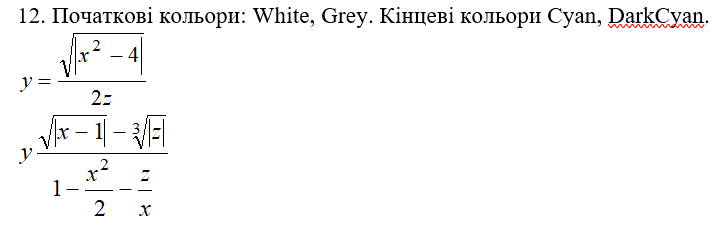 12. Початкові кольори: White, Grey. Кінцеві кольори Cyan, DarkCyan.
y = √|x² − 4| / 2z
y (√|x − 1| − ∛|z|) / (1 − x²/2 − z/x)